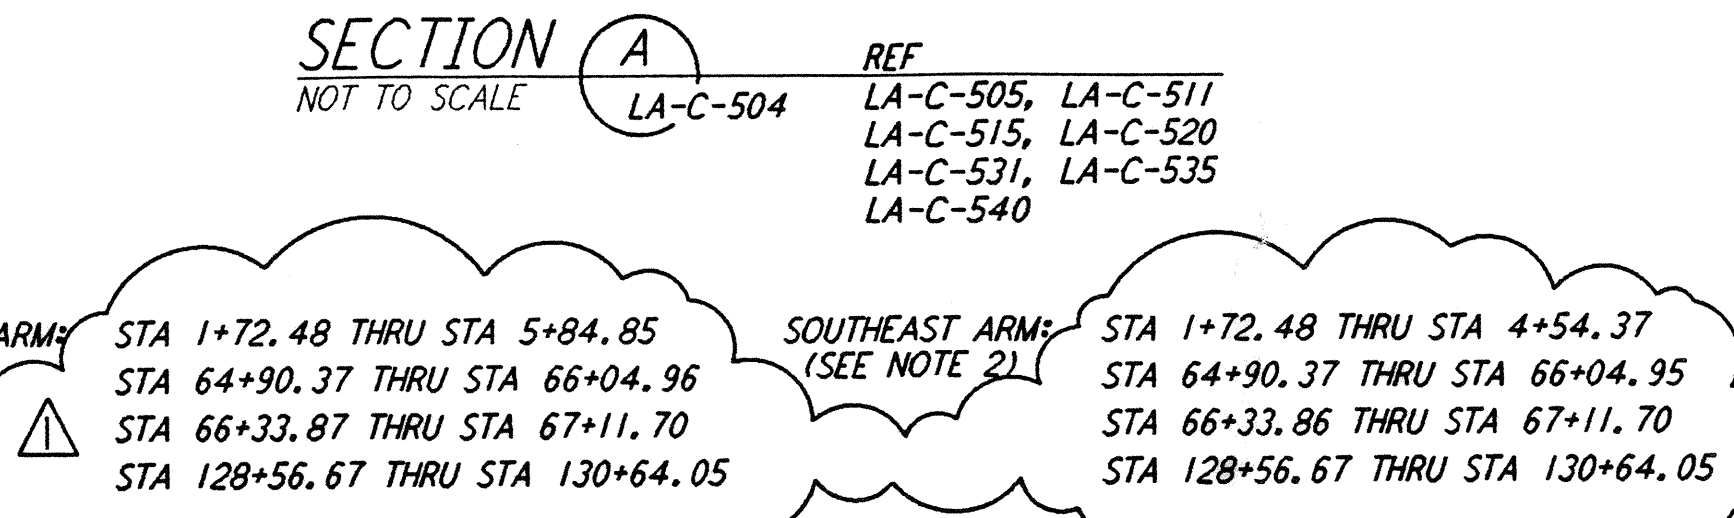 SECTION A
NOT TO SCALE
LA-C-504
REF
LA-C-505, LA-C-511
LA-C-515, LA-C-520
LA-C-531, LA-C-535
LA-C-540
ARM:
STA 1+72.48 THRU STA 5+84.85
STA 64+90.37 THRU STA 66+04.96
1
STA 66+33.87 THRU STA 67+11.70
STA 128+56.67 THRU STA 130+64.05
SOUTHEAST ARM:
(SEE NOTE 2)
STA 1+72.48 THRU STA 4+54.37
STA 64+90.37 THRU STA 66+04.95
STA 66+33.86 THRU STA 67+11.70
STA 128+56.67 THRU STA 130+64.05